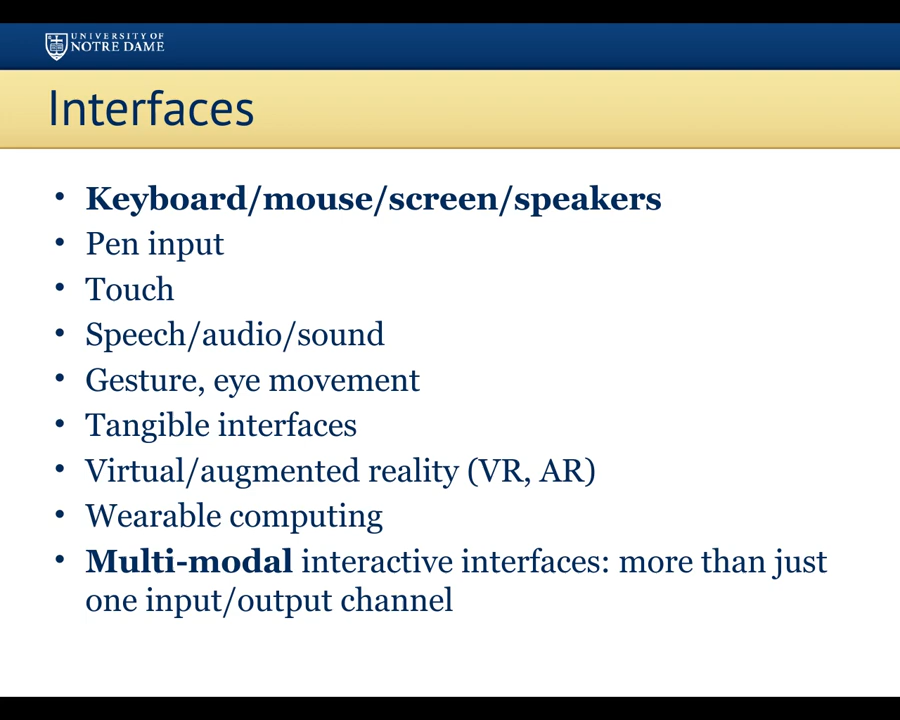 UNIVERSITY OF
NOTRE DAME
Interfaces
• Keyboard/mouse/screen/speakers
• Pen input
• Touch
• Speech/audio/sound
• Gesture, eye movement
• Tangible interfaces
• Virtual/augmented reality (VR, AR)
• Wearable computing
• Multi-modal interactive interfaces: more than just
one input/output channel